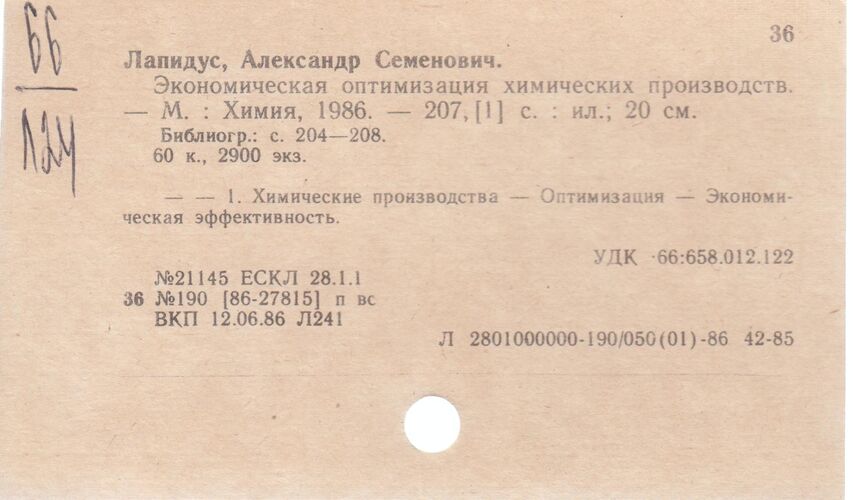 66
Л24
36
Лапидус, Александр Семенович.
Экономическая оптимизация химических производств.
— М. : Химия, 1986. — 207, [1] с. : ил.; 20 см.
Библиогр.: с. 204—208.
60 к., 2900 экз.
— — 1. Химические производства — Оптимизация — Экономи-
ческая эффективность.
УДК 66:658.012.122
№21145 ЕСКЛ 28.1.1
36 №190 [86-27815] п вс
ВКП 12.06.86 Л241
Л 2801000000-190/050(01)-86 42-85